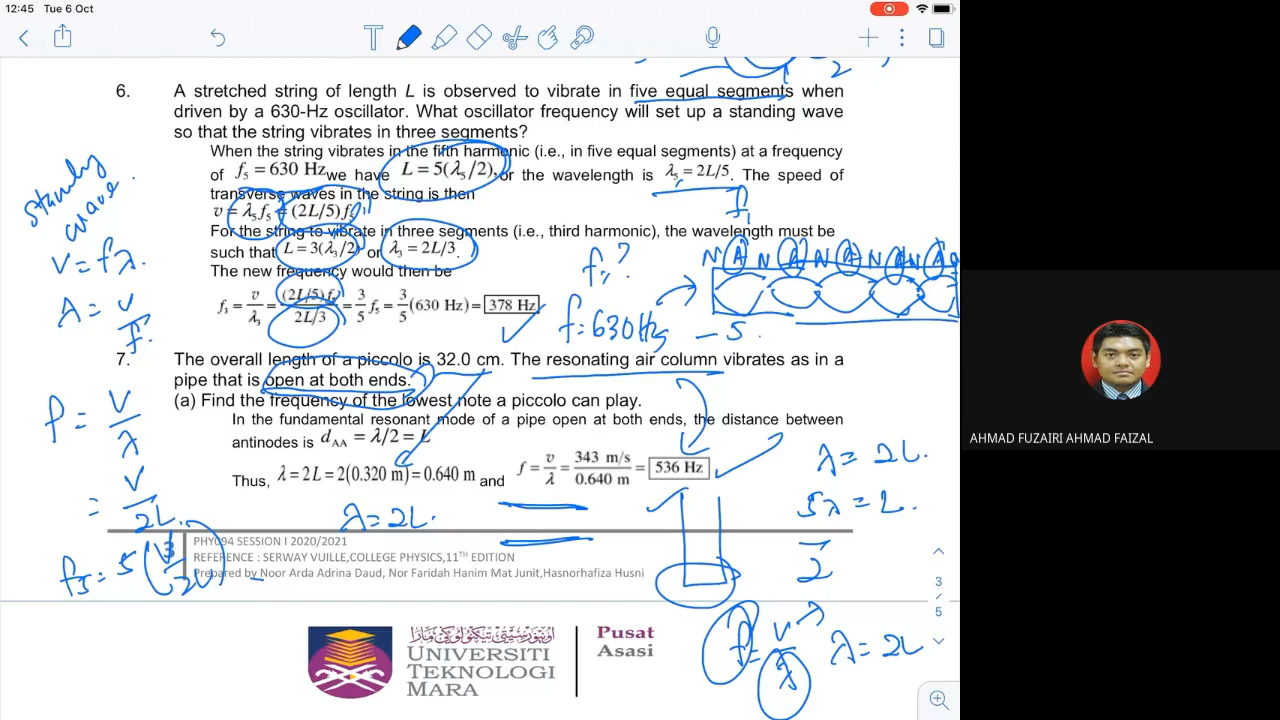 12:45 Tue 6 Oct
6. A stretched string of length L is observed to vibrate in five equal segments when
driven by a 630-Hz oscillator. What oscillator frequency will set up a standing wave
so that the string vibrates in three segments?
When the string vibrates in the fifth harmonic (i.e., in five equal segments) at a frequency
of f₅ = 630 Hz we have L = 5(λ₅/2), or the wavelength is λ₅ = 2L/5. The speed of
transverse waves in the string is then
v = λ₅f₅ = (2L/5)f₅
For the string to vibrate in three segments (i.e., third harmonic), the wavelength must be
such that L = 3(λ₃/2) or λ₃ = 2L/3.
The new frequency would then be
f₃ = v/λ₃ = (2L/5)f₅/2L/3 = 3/5 f₅ = 3/5 (630 Hz) = 378 Hz
standing
wave
V = fλ
λ = V/f
f₁
f₁ ?
N A N A N A N A N A N
f = 630Hz – 5
7. The overall length of a piccolo is 32.0 cm. The resonating air column vibrates as in a
pipe that is open at both ends.
(a) Find the frequency of the lowest note a piccolo can play.
In the fundamental resonant mode of a pipe open at both ends, the distance between
antinodes is d_AA = λ/2 = L
Thus, λ = 2L = 2(0.320 m) = 0.640 m and f = v/λ = 343 m/s / 0.640 m = 536 Hz
f = V/λ
= V/2L
λ = 2L.
λ = 2L.
5λ/2 = L.
f = V/λ
λ = 2L
PHY094 SESSION I 2020/2021
REFERENCE : SERWAY VUILLE,COLLEGE PHYSICS,11TH EDITION
Prepared by Noor Arda Adrina Daud, Nor Faridah Hanim Mat Junit,Hasnorhafiza Husni
3
/
5
UNIVERSITI
TEKNOLOGI
MARA
Pusat
Asasi
AHMAD FUZAIRI AHMAD FAIZAL